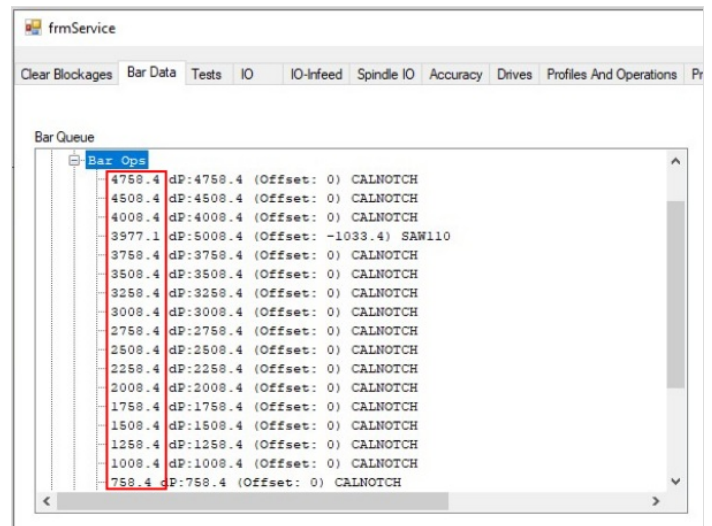 frmService
Clear Blockages Bar Data Tests IO IO-Infeed Spindle IO Accuracy Drives Profiles And Operations Pr
Bar Queue
Bar Ops
4758.4 dP:4758.4 (Offset: 0) CALNOTCH
4508.4 dP:4508.4 (Offset: 0) CALNOTCH
4008.4 dP:4008.4 (Offset: 0) CALNOTCH
3977.1 dP:5008.4 (Offset: -1033.4) SAW110
3758.4 dP:3758.4 (Offset: 0) CALNOTCH
3508.4 dP:3508.4 (Offset: 0) CALNOTCH
3258.4 dP:3258.4 (Offset: 0) CALNOTCH
3008.4 dP:3008.4 (Offset: 0) CALNOTCH
2758.4 dP:2758.4 (Offset: 0) CALNOTCH
2508.4 dP:2508.4 (Offset: 0) CALNOTCH
2258.4 dP:2258.4 (Offset: 0) CALNOTCH
2008.4 dP:2008.4 (Offset: 0) CALNOTCH
1758.4 dP:1758.4 (Offset: 0) CALNOTCH
1508.4 dP:1508.4 (Offset: 0) CALNOTCH
1258.4 dP:1258.4 (Offset: 0) CALNOTCH
1008.4 dP:1008.4 (Offset: 0) CALNOTCH
758.4 dP:758.4 (Offset: 0) CALNOTCH